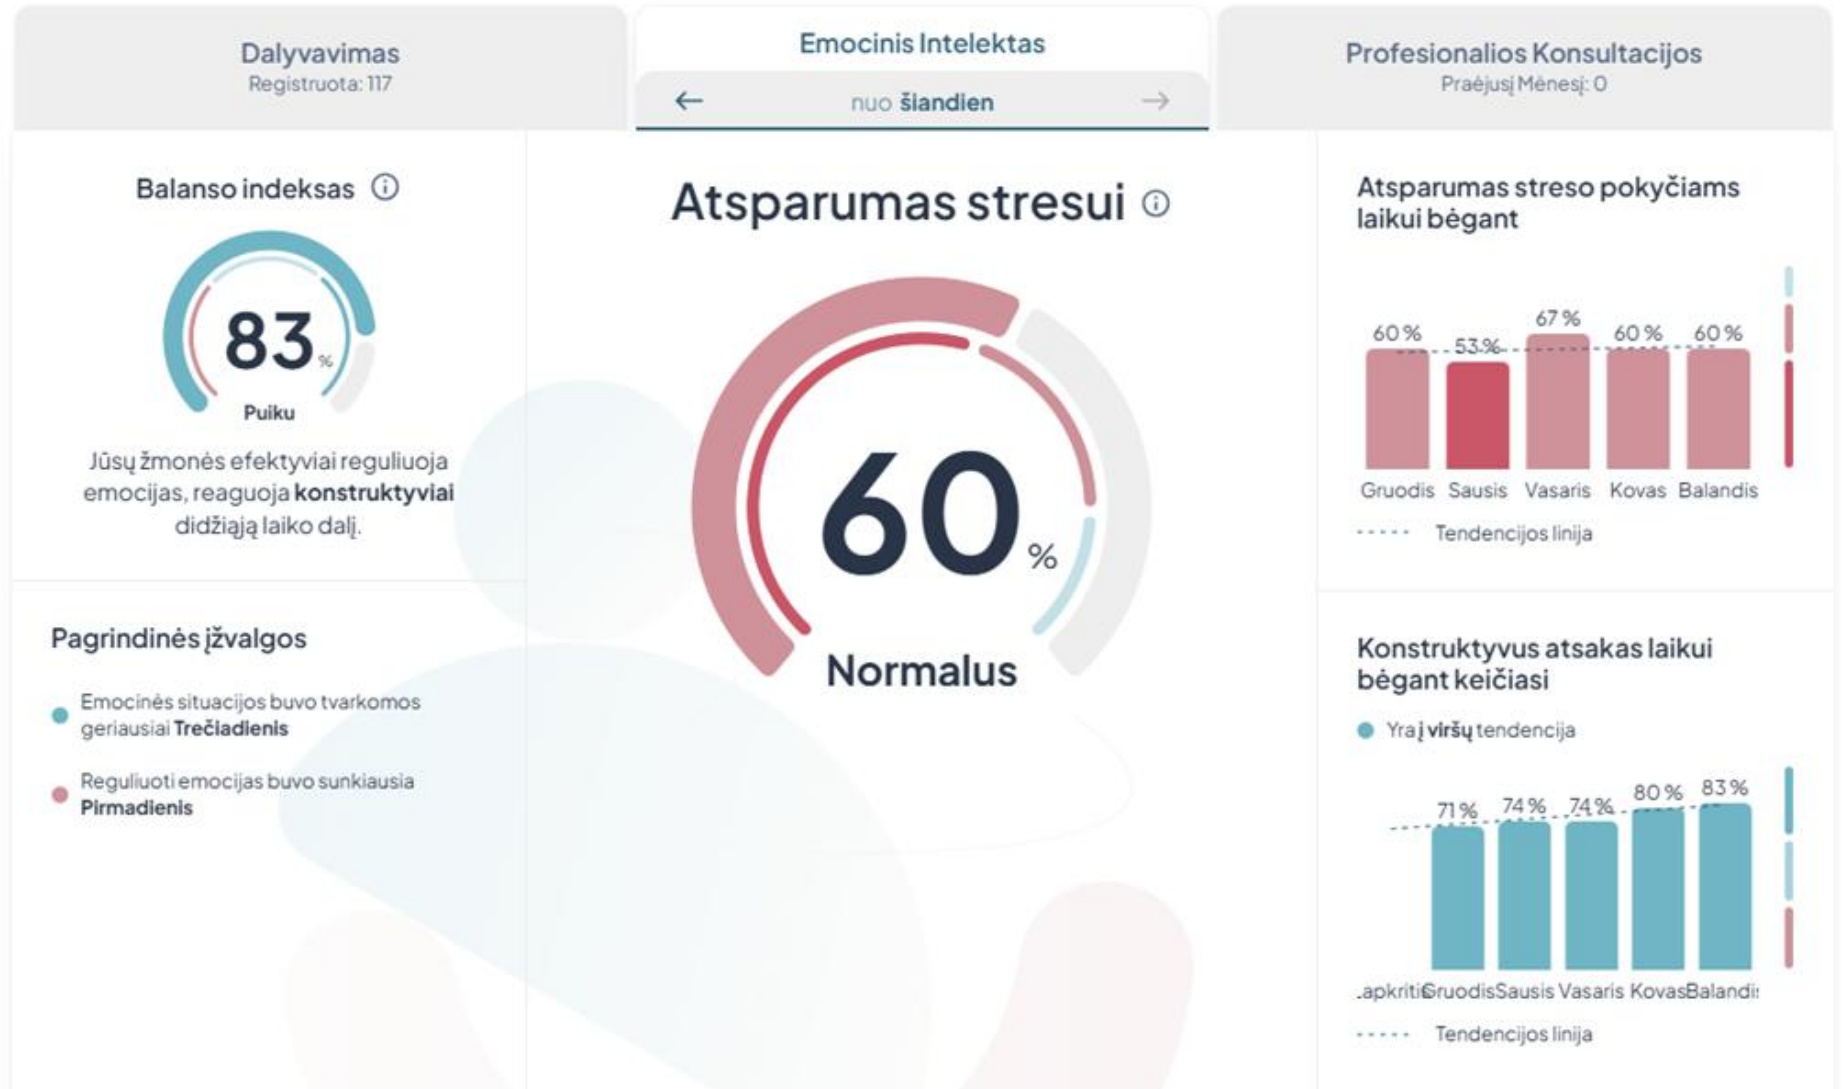 Dalyvavimas
Registruota: 117
Emocinis Intelektas
nuo šiandien
Profesionalios Konsultacijos
Praėjusį Mėnesį: 0
Balanso indeksas
83 %
Puiku
Jūsų žmonės efektyviai reguliuoja
emocijas, reaguoja konstruktyviai
didžiąją laiko dalį.
Pagrindinės įžvalgos
Emocinės situacijos buvo tvarkomos
geriausiai Trečiadienis
Reguliuoti emocijas buvo sunkiausia
Pirmadienis
Atsparumas stresui
60 %
Normalus
Atsparumas streso pokyčiams
laikui bėgant
60 % 53 % 67 % 60 % 60 %
Gruodis Sausis Vasaris Kovas Balandis
Tendencijos linija
Konstruktyvus atsakas laikui
bėgant keičiasi
Yra į viršų tendencija
71 % 74 % 74 % 80 % 83 %
apkritis Gruodis Sausis Vasaris Kovas Balandis
Tendencijos linija